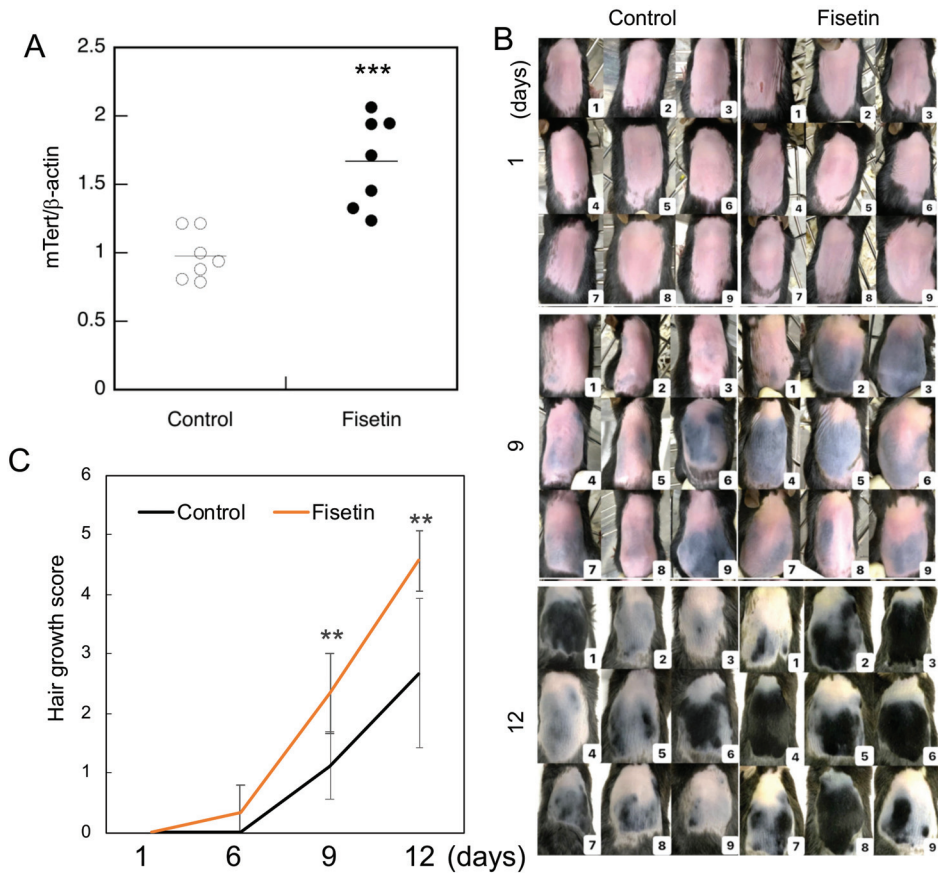 A
2.5
2
1.5
1
0.5
0
mTert/β-actin
***
Control
Fisetin
B
Control
Fisetin
(days)
1
1 2 3 1 2 3
4 5 6 4 5 6
7 8 9 7 8 9
9
1 2 3 1 2 3
4 5 6 4 5 6
7 8 9 7 8 9
12
1 2 3 1 2 3
4 5 6 4 5 6
7 8 9 7 8 9
C
6
5
4
3
2
1
0
Hair growth score
Control Fisetin
**
**
1 6 9 12 (days)